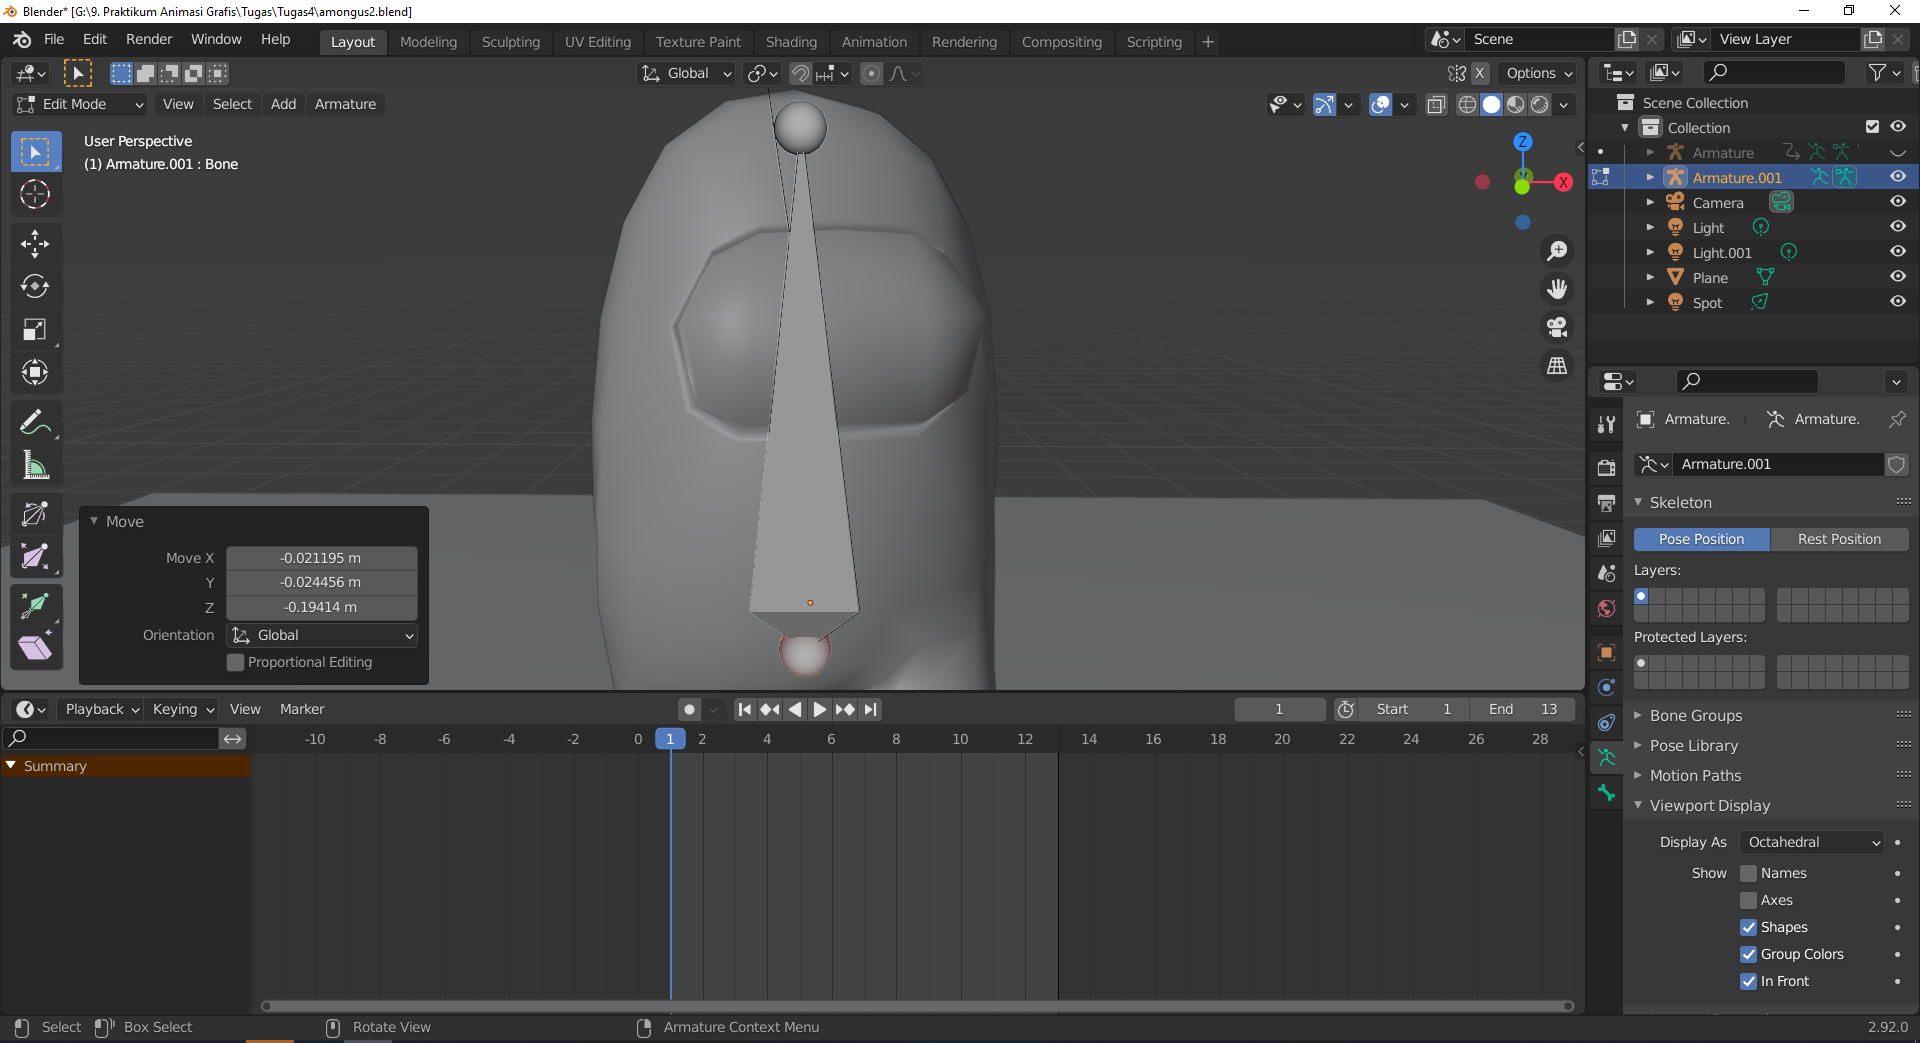 Blender* [G:\9. Praktikum Animasi Grafis\Tugas\Tugas4\amongus2.blend]
File Edit Render Window Help Layout Modeling Sculpting UV Editing Texture Paint Shading Animation Rendering Compositing Scripting + Scene View Layer
Global X Options
Edit Mode View Select Add Armature
User Perspective
(1) Armature.001 : Bone
Z
Y
X
Scene Collection
Collection
Armature
Armature.001
Camera
Light
Light.001
Plane
Spot
Armature. Armature.
Armature.001
Skeleton
Pose Position Rest Position
Layers:
Protected Layers:
Bone Groups
Pose Library
Motion Paths
Viewport Display
Display As Octahedral
Show Names
Axes
Shapes
Group Colors
In Front
Move
Move X -0.021195 m
Y -0.024456 m
Z -0.19414 m
Orientation Global
Proportional Editing
Playback Keying View Marker 1 Start 1 End 13
-10 -8 -6 -4 -2 0 1 2 4 6 8 10 12 14 16 18 20 22 24 26 28
Summary
Select Box Select Rotate View Armature Context Menu 2.92.0